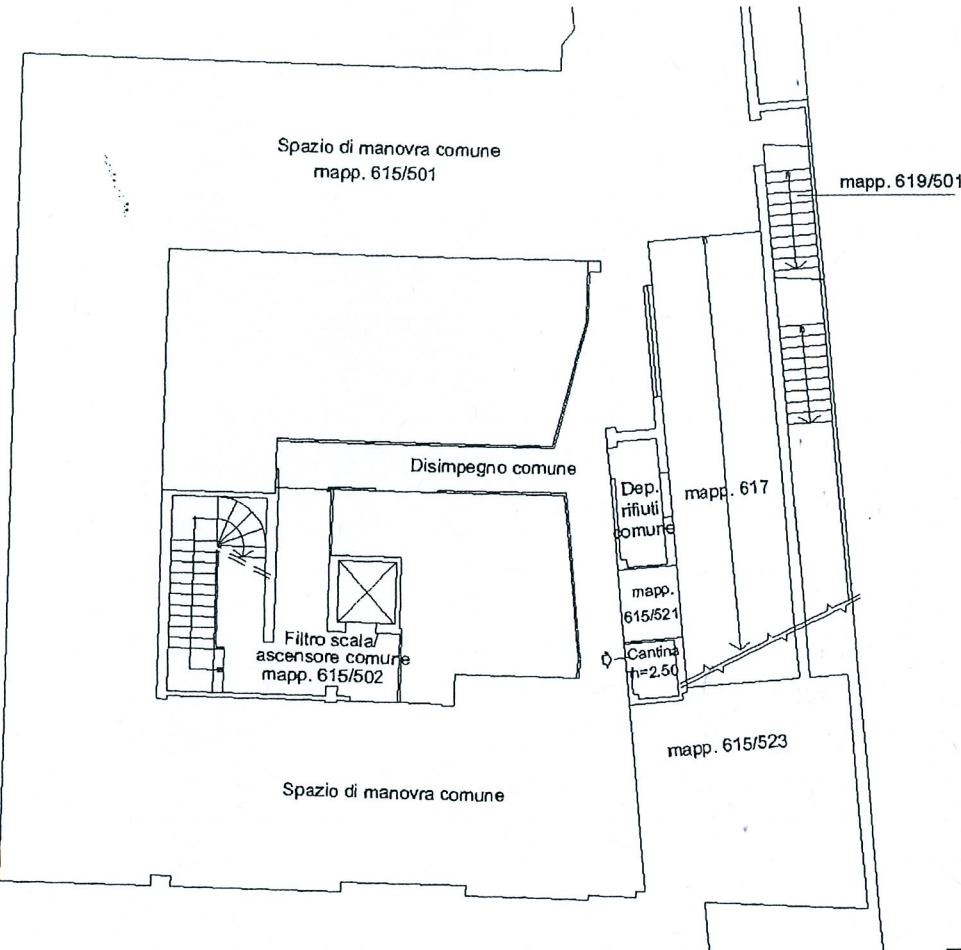 Spazio di manovra comune
mapp. 615/501
mapp. 619/501
Disimpegno comune
Dep.
rifiuti
comune
mapp. 617
mapp.
615/521
Filtro scala/
ascensore comune
mapp. 615/502
Cantina
h=2.50
mapp. 615/523
Spazio di manovra comune